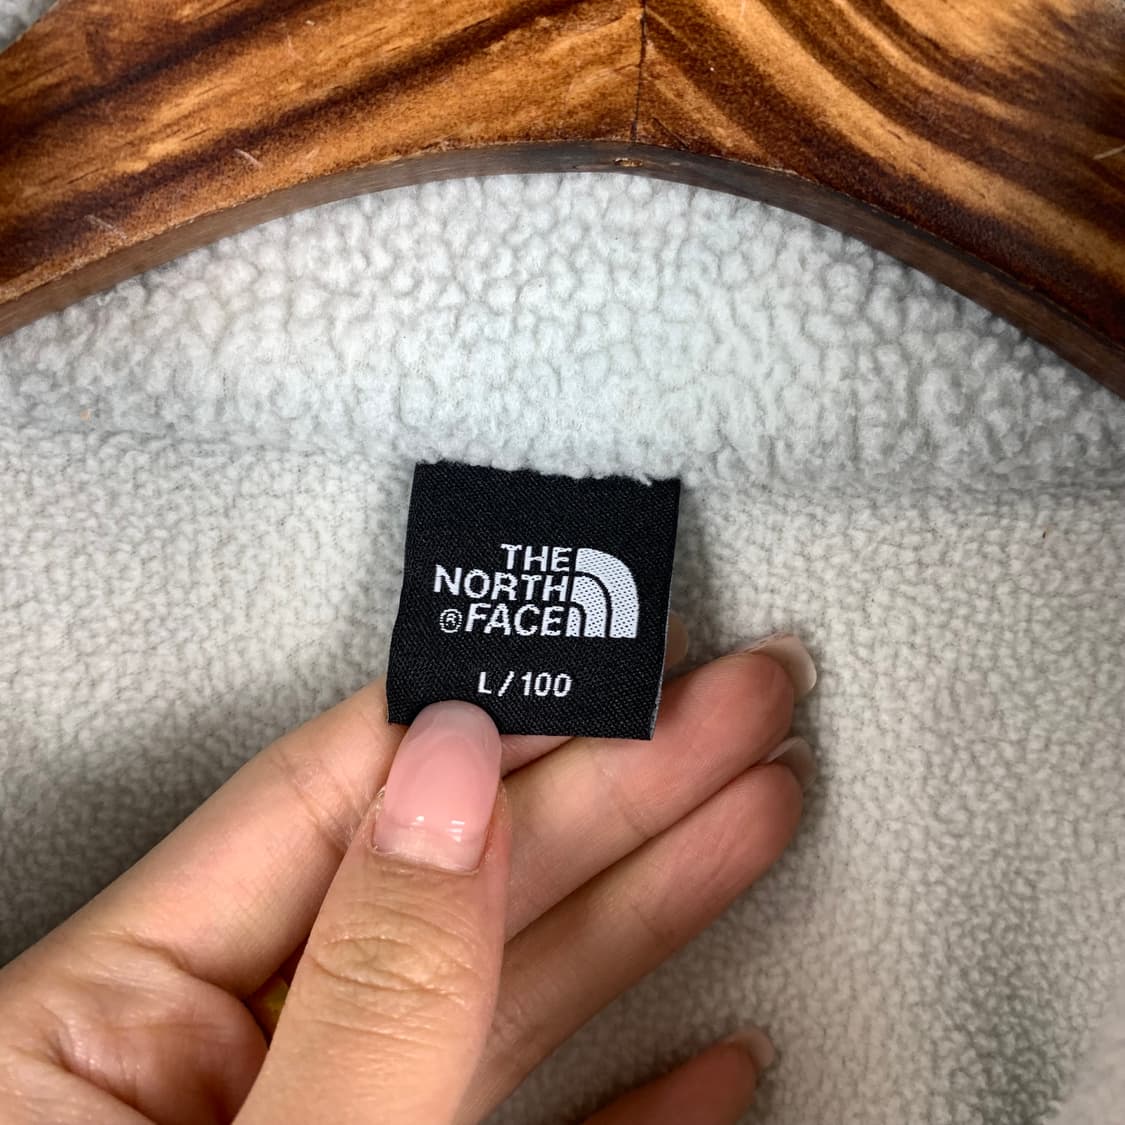 THE
NORTH
® FACE
L/100